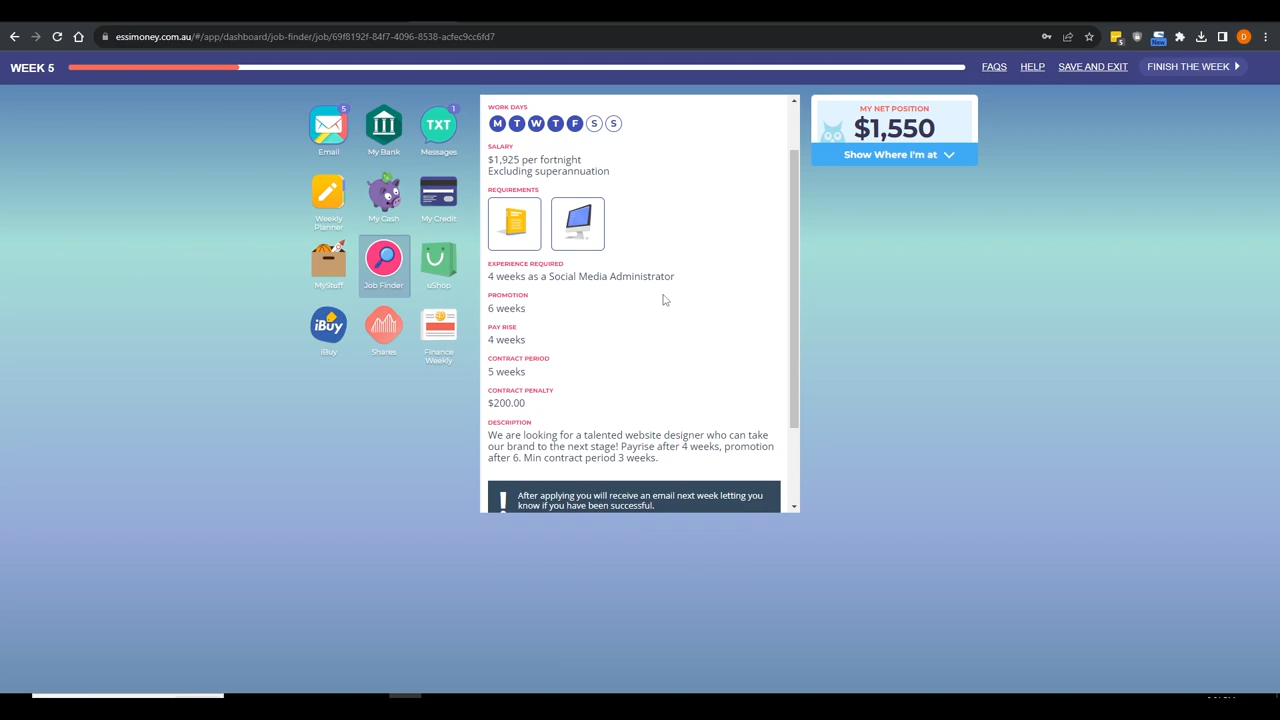 essimoney.com.au/#/app/dashboard/job-finder/job/69f8192f-84f7-4096-8538-acfec9cc6fd7
5
New
D
WEEK 5
FAQS
HELP
SAVE AND EXIT
FINISH THE WEEK
5
Email
My Bank
TXT
1
Messages
Weekly
Planner
My Cash
My Credit
MyStuff
Job Finder
uShop
iBuy
iBuy
Shares
Finance
Weekly
WORK DAYS
M T W T F S S
SALARY
$1,925 per fortnight
Excluding superannuation
REQUIREMENTS
EXPERIENCE REQUIRED
4 weeks as a Social Media Administrator
PROMOTION
6 weeks
PAY RISE
4 weeks
CONTRACT PERIOD
5 weeks
CONTRACT PENALTY
$200.00
DESCRIPTION
We are looking for a talented website designer who can take
our brand to the next stage! Payrise after 4 weeks, promotion
after 6. Min contract period 3 weeks.
! After applying you will receive an email next week letting you
know if you have been successful.
MY NET POSITION
$1,550
Show Where I'm at